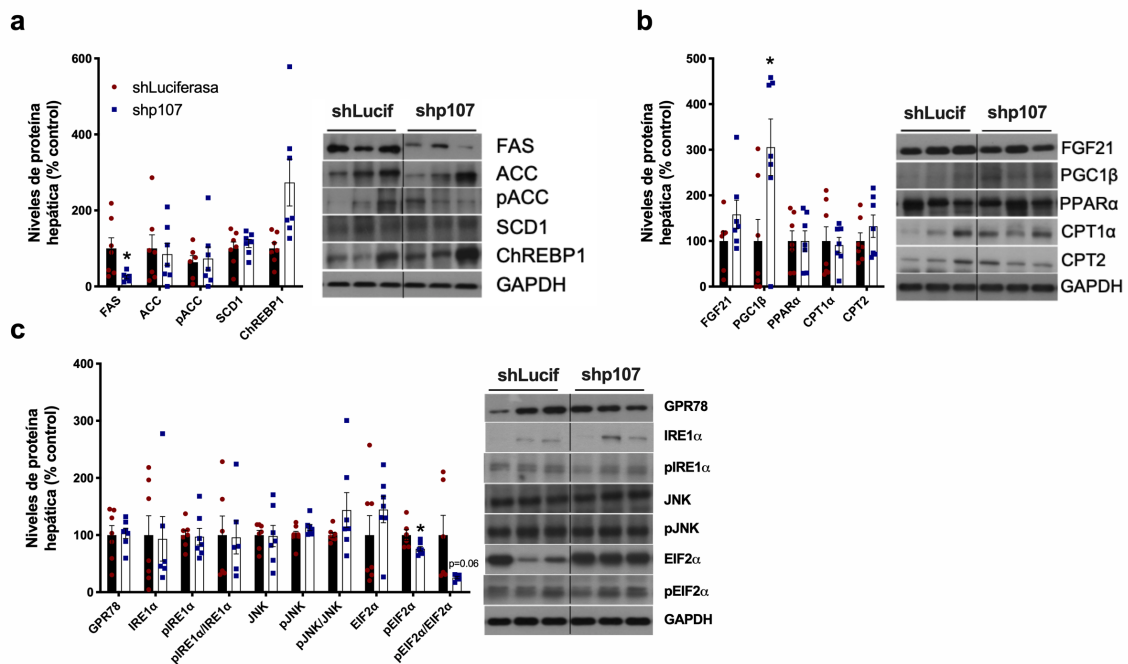 a
Niveles de proteína
hepática (% control)
600
400
200
0
shLuciferasa
shp107
*
FAS
ACC
pACC
SCD1
ChREBP1
shLucif shp107
FAS
ACC
pACC
SCD1
ChREBP1
GAPDH
b
Niveles de proteína
hepática (% control)
500
400
300
200
100
0
*
FGF21
PGC1β
PPARα
CPT1α
CPT2
shLucif shp107
FGF21
PGC1β
PPARα
CPT1α
CPT2
GAPDH
c
Niveles de proteína
hepática (% control)
400
300
200
100
0
*
p=0.06
GPR78
IRE1α
pIRE1α
pIRE1α/IRE1α
JNK
pJNK
pJNK/JNK
EIF2α
pEIF2α
pEIF2α/EIF2α
shLucif shp107
GPR78
IRE1α
pIRE1α
JNK
pJNK
EIF2α
pEIF2α
GAPDH